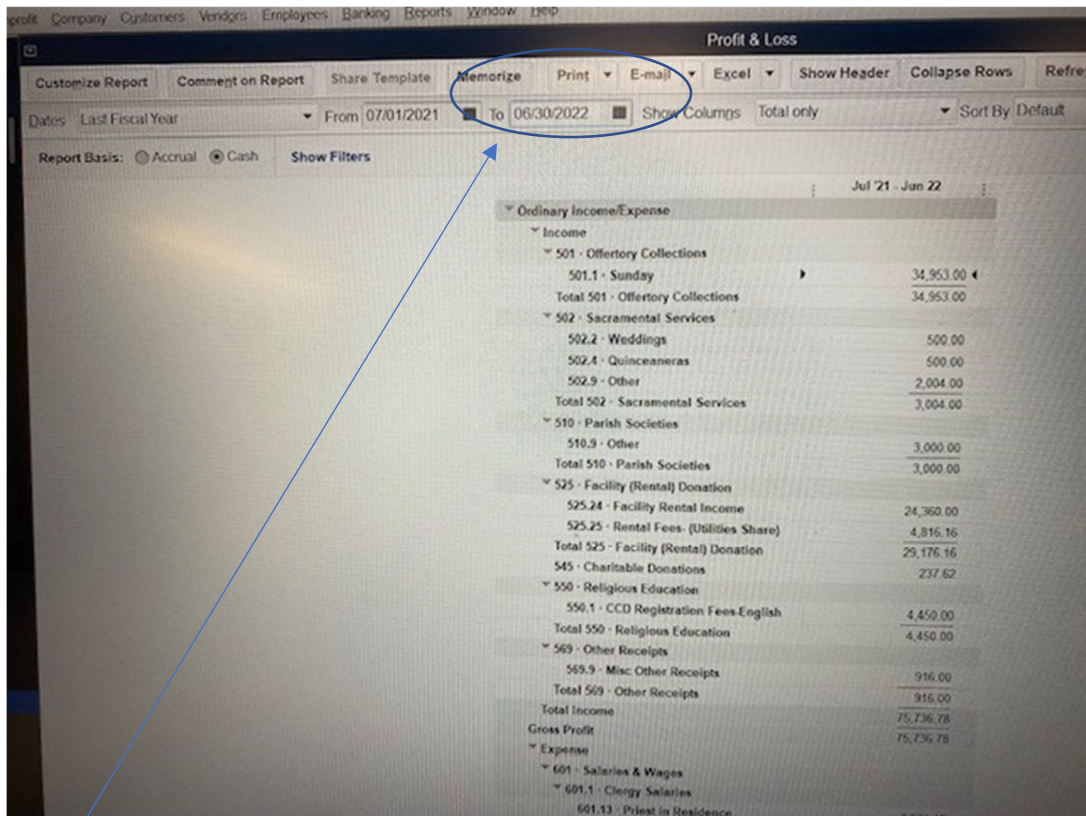 profit Company Customers Vendors Employees Banking Reports Window Help
Profit & Loss
Customize Report Comment on Report Share Template Memorize Print E-mail Excel Show Header Collapse Rows Refre
Dates Last Fiscal Year From 07/01/2021 To 06/30/2022 Show Columns Total only Sort By Default
Report Basis: Accrual Cash Show Filters
Jul '21 - Jun 22
Ordinary Income/Expense
Income
501 · Offertory Collections
501.1 · Sunday 34,953.00
Total 501 · Offertory Collections 34,953.00
502 · Sacramental Services
502.2 · Weddings 500.00
502.4 · Quinceaneras 500.00
502.9 · Other 2,004.00
Total 502 · Sacramental Services 3,004.00
510 · Parish Societies
510.9 · Other 3,000.00
Total 510 · Parish Societies 3,000.00
525 · Facility (Rental) Donation
525.24 · Facility Rental Income 24,360.00
525.25 · Rental Fees- (Utilities Share) 4,816.16
Total 525 · Facility (Rental) Donation 29,176.16
545 · Charitable Donations 237.62
550 · Religious Education
550.1 · CCD Registration Fees-English 4,450.00
Total 550 · Religious Education 4,450.00
569 · Other Receipts
569.9 · Misc Other Receipts 916.00
Total 569 · Other Receipts 916.00
Total Income 75,736.78
Gross Profit 75,736.78
Expense
601 · Salaries & Wages
601.1 · Clergy Salaries
601.13 · Priest in Residence